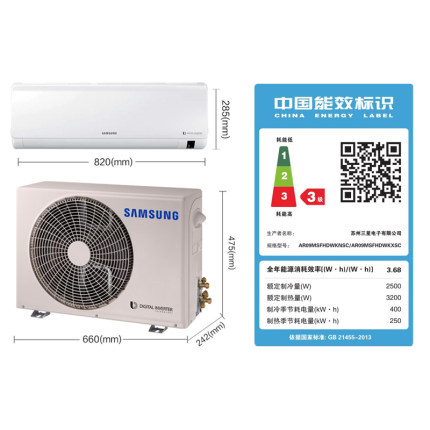 SAMSUNG
285(mm)
820(mm)
SAMSUNG
DIGITAL INVERTER
475(mm)
660(mm)
242(mm)
中国能效标识
CHINA ENERGY LABEL
耗能最低
1
2
3
3级
耗能最高
生产者名称: 苏州三星电子有限公司
规格型号: AR09MSFHDWKNSC/AR09MSFHDWKXSC
全年能源消耗效率[(W·h)/(W·h)] 3.68
额定制冷量(W) 2500
额定制热量(W) 3200
制冷季节耗电量(kW·h) 400
制热季节耗电量(kW·h) 250
依据国家标准: GB 21455-2013